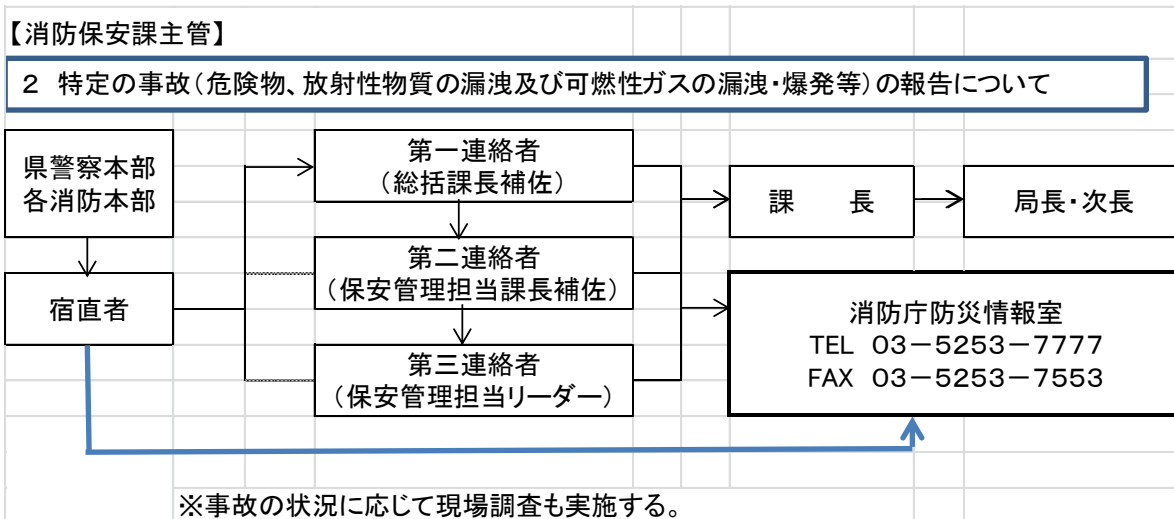 【消防保安課主管】
２ 特定の事故（危険物、放射性物質の漏洩及び可燃性ガスの漏洩・爆発等）の報告について
県警察本部
各消防本部
第一連絡者
（総括課長補佐）
課　　長
局長・次長
第二連絡者
（保安管理担当課長補佐）
宿直者
消防庁防災情報室
TEL ０３－５２５３－７７７７
FAX ０３－５２５３－７５５３
第三連絡者
（保安管理担当リーダー）
※事故の状況に応じて現場調査も実施する。